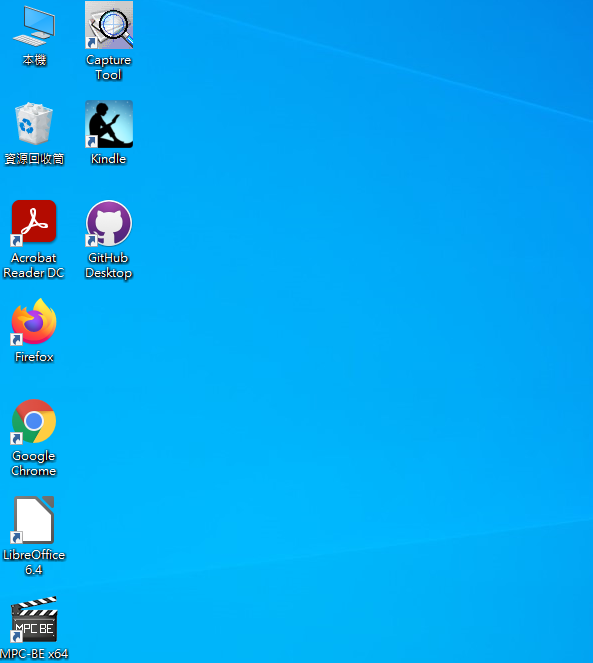 本機
資源回收筒
Acrobat
Reader DC
Firefox
Google
Chrome
LibreOffice
6.4
MPC BE
MPC-BE x64
Capture
Tool
Kindle
GitHub
Desktop